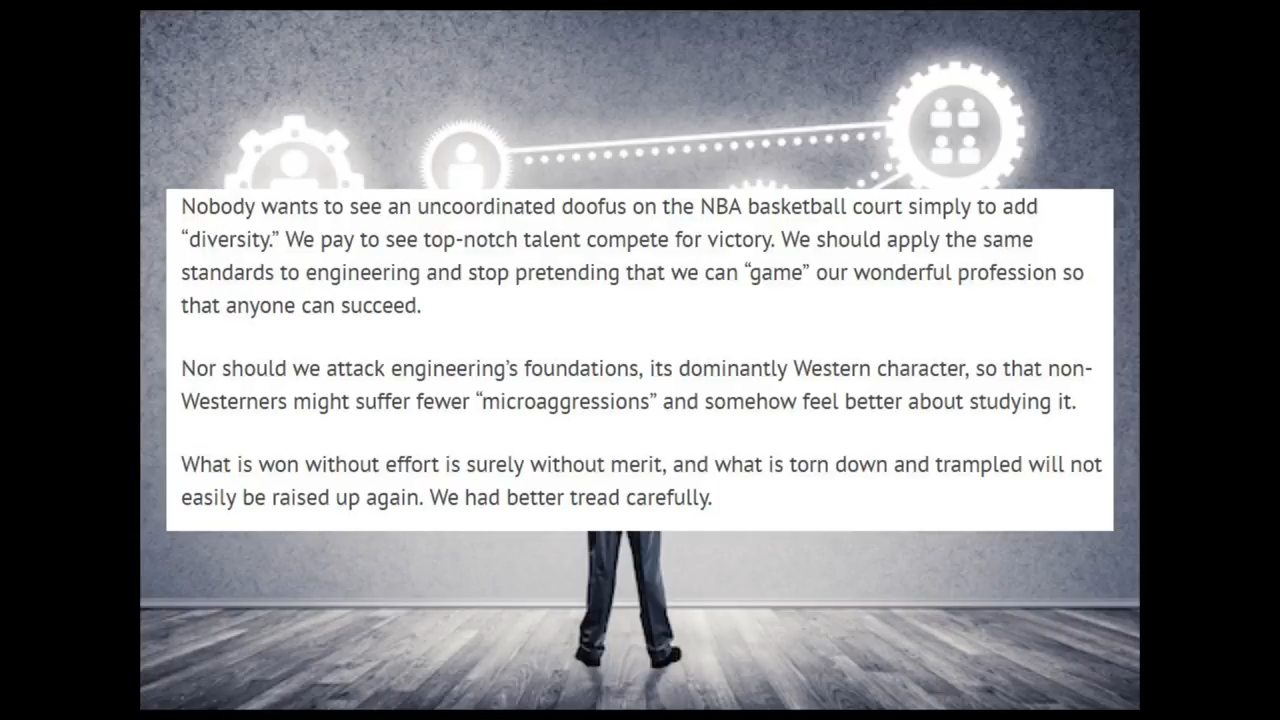 Nobody wants to see an uncoordinated doofus on the NBA basketball court simply to add
“diversity.” We pay to see top-notch talent compete for victory. We should apply the same
standards to engineering and stop pretending that we can “game” our wonderful profession so
that anyone can succeed.
Nor should we attack engineering’s foundations, its dominantly Western character, so that non-
Westerners might suffer fewer “microaggressions” and somehow feel better about studying it.
What is won without effort is surely without merit, and what is torn down and trampled will not
easily be raised up again. We had better tread carefully.